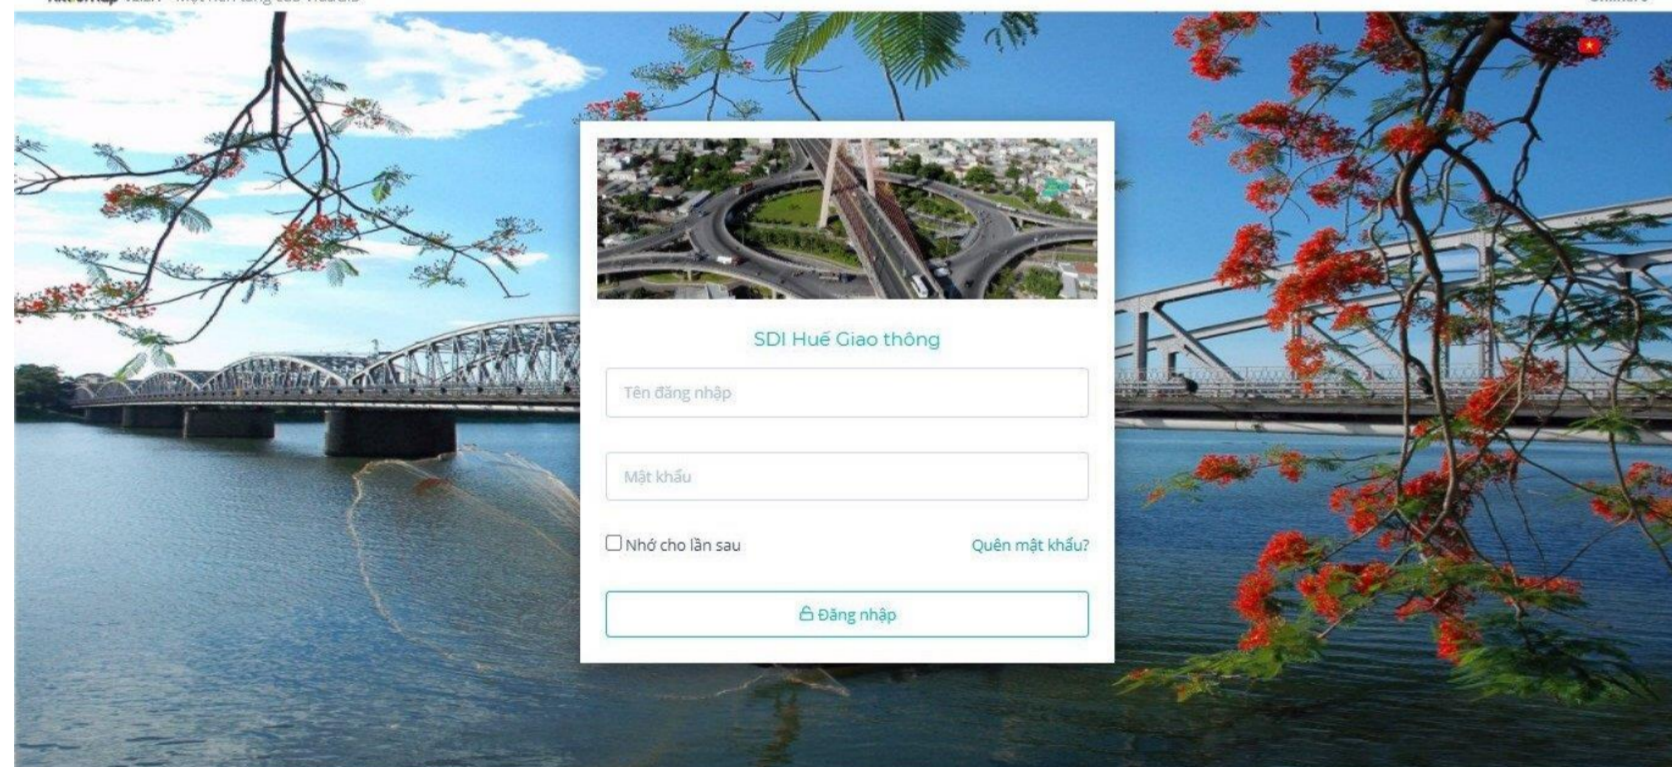 SDI Huế Giao thông
Tên đăng nhập
Mật khẩu
Nhớ cho lần sau
Quên mật khẩu?
Đăng nhập